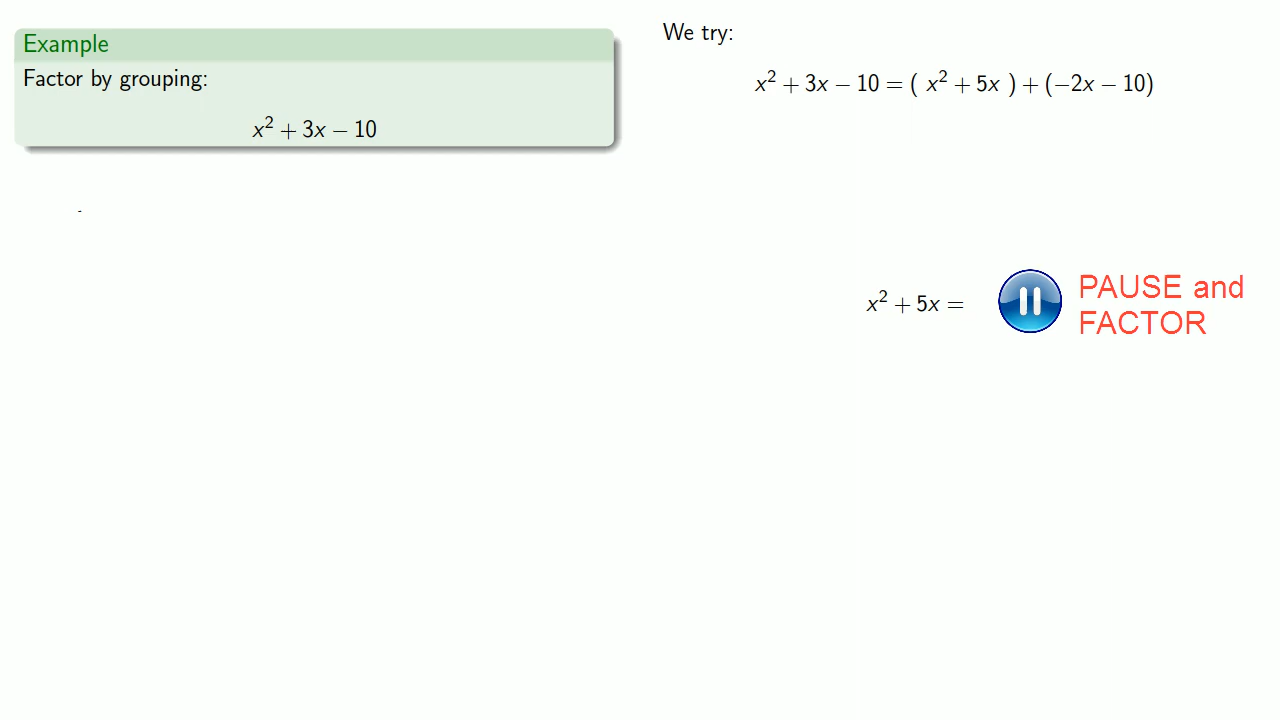 Example
Factor by grouping:
x² + 3x − 10
We try:
x² + 3x − 10 = ( x² + 5x ) + (−2x − 10)
x² + 5x =
PAUSE and
FACTOR